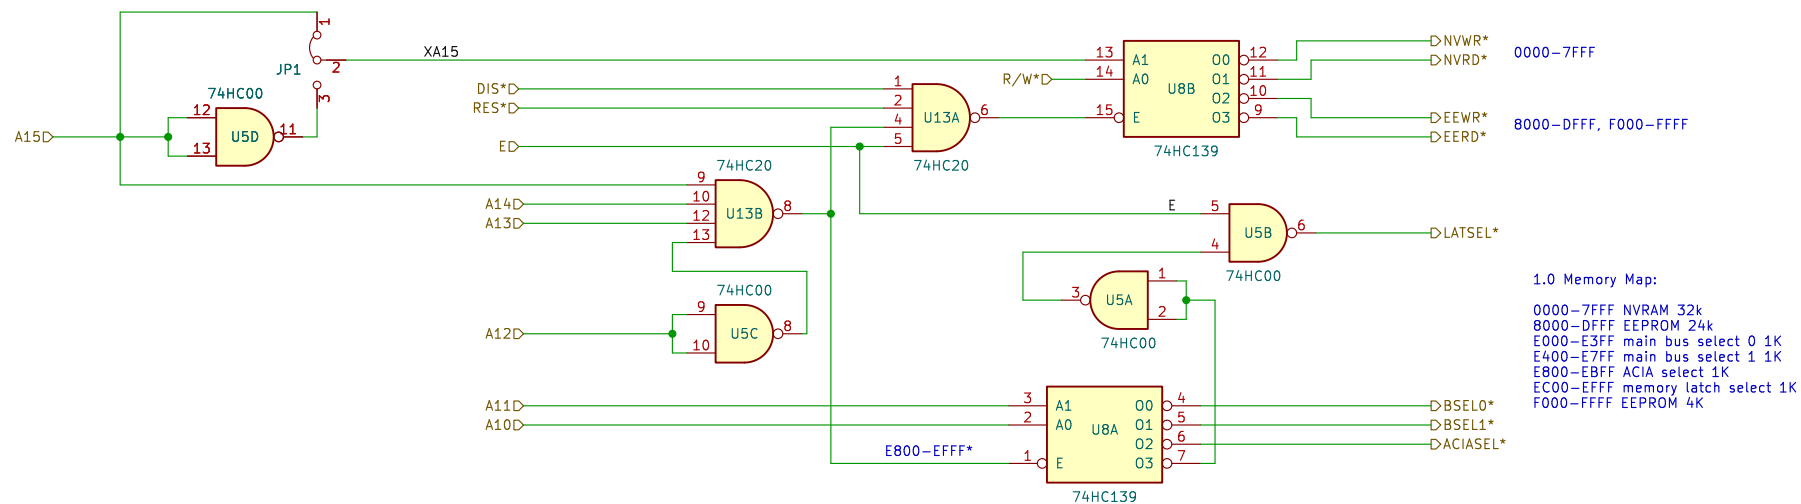 1
XA15
2
JP1
3
74HC00
12
U5D
11
13
A15
NVWR*
NVRD*
0000-7FFF
EEWR*
EERD*
8000-DFFF, F000-FFFF
13
A1
O0
12
R/W*
14
A0
O1
11
U8B
O2
10
15
E
O3
9
74HC139
DIS*
1
RES*
2
U13A
6
4
E
5
74HC20
74HC20
9
A14
10
U13B
8
A13
12
13
E
5
U5B
6
LATSEL*
4
74HC00
1
3
U5A
2
74HC00
74HC00
9
A12
U5C
8
10
1.0 Memory Map:
0000-7FFF NVRAM 32k
8000-DFFF EEPROM 24k
E000-E3FF main bus select 0 1K
E400-E7FF main bus select 1 1K
E800-EBFF ACIA select 1K
EC00-EFFF memory latch select 1K
F000-FFFF EEPROM 4K
A11
3
A1
O0
4
BSEL0*
A10
2
A0
O1
5
BSEL1*
U8A
O2
6
ACIASEL*
E800-EFFF*
1
E
O3
7
74HC139